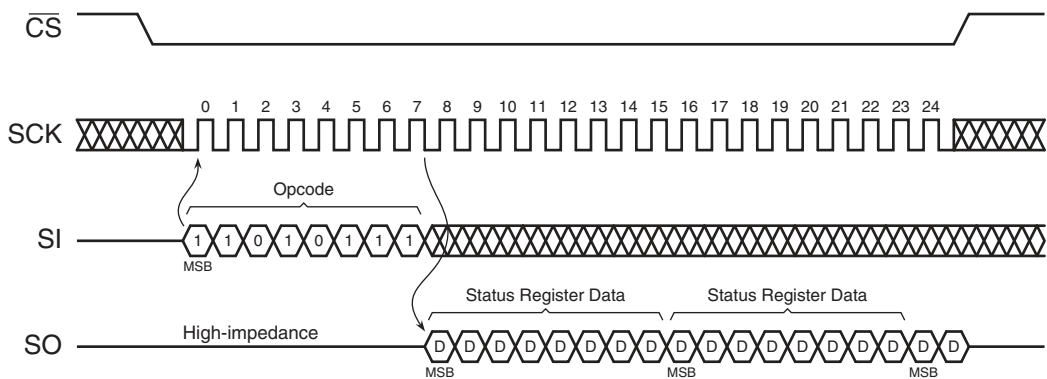 CS
0 1 2 3 4 5 6 7 8 9 10 11 12 13 14 15 16 17 18 19 20 21 22 23 24
SCK
Opcode
SI 1 1 0 1 0 1 1 1
MSB
Status Register Data Status Register Data
High-impedance
SO D D D D D D D D D D D D D D D D D D
MSB MSB MSB